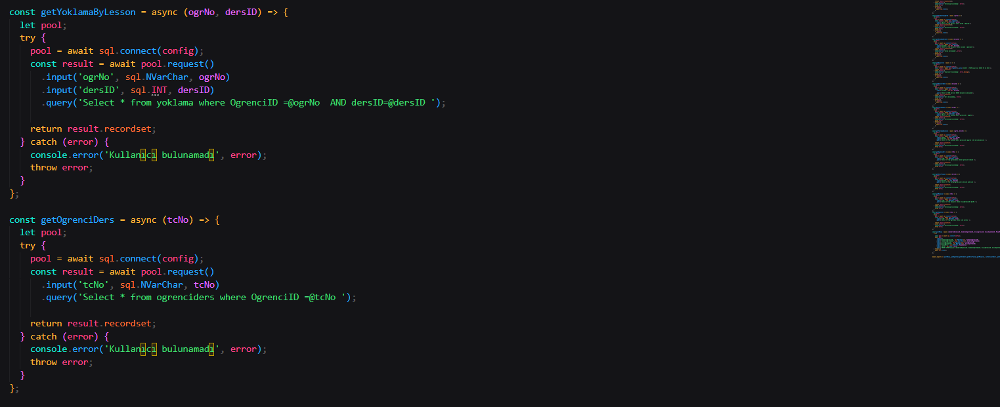 const getYoklamaByLesson = async (ogrNo, dersID) => {
let pool;
try {
pool = await sql.connect(config);
const result = await pool.request()
.input('ogrNo', sql.NVarChar, ogrNo)
.input('dersID', sql.INT, dersID)
.query('Select * from yoklama where OgrenciID =@ogrNo  AND dersID=@dersID ');
return result.recordset;
} catch (error) {
console.error('Kullanıcı bulunamadı', error);
throw error;
}
};
const getOgrenciDers = async (tcNo) => {
let pool;
try {
pool = await sql.connect(config);
const result = await pool.request()
.input('tcNo', sql.NVarChar, tcNo)
.query('Select * from ogrenciders where OgrenciID =@tcNo ');
return result.recordset;
} catch (error) {
console.error('Kullanıcı bulunamadı', error);
throw error;
}
};